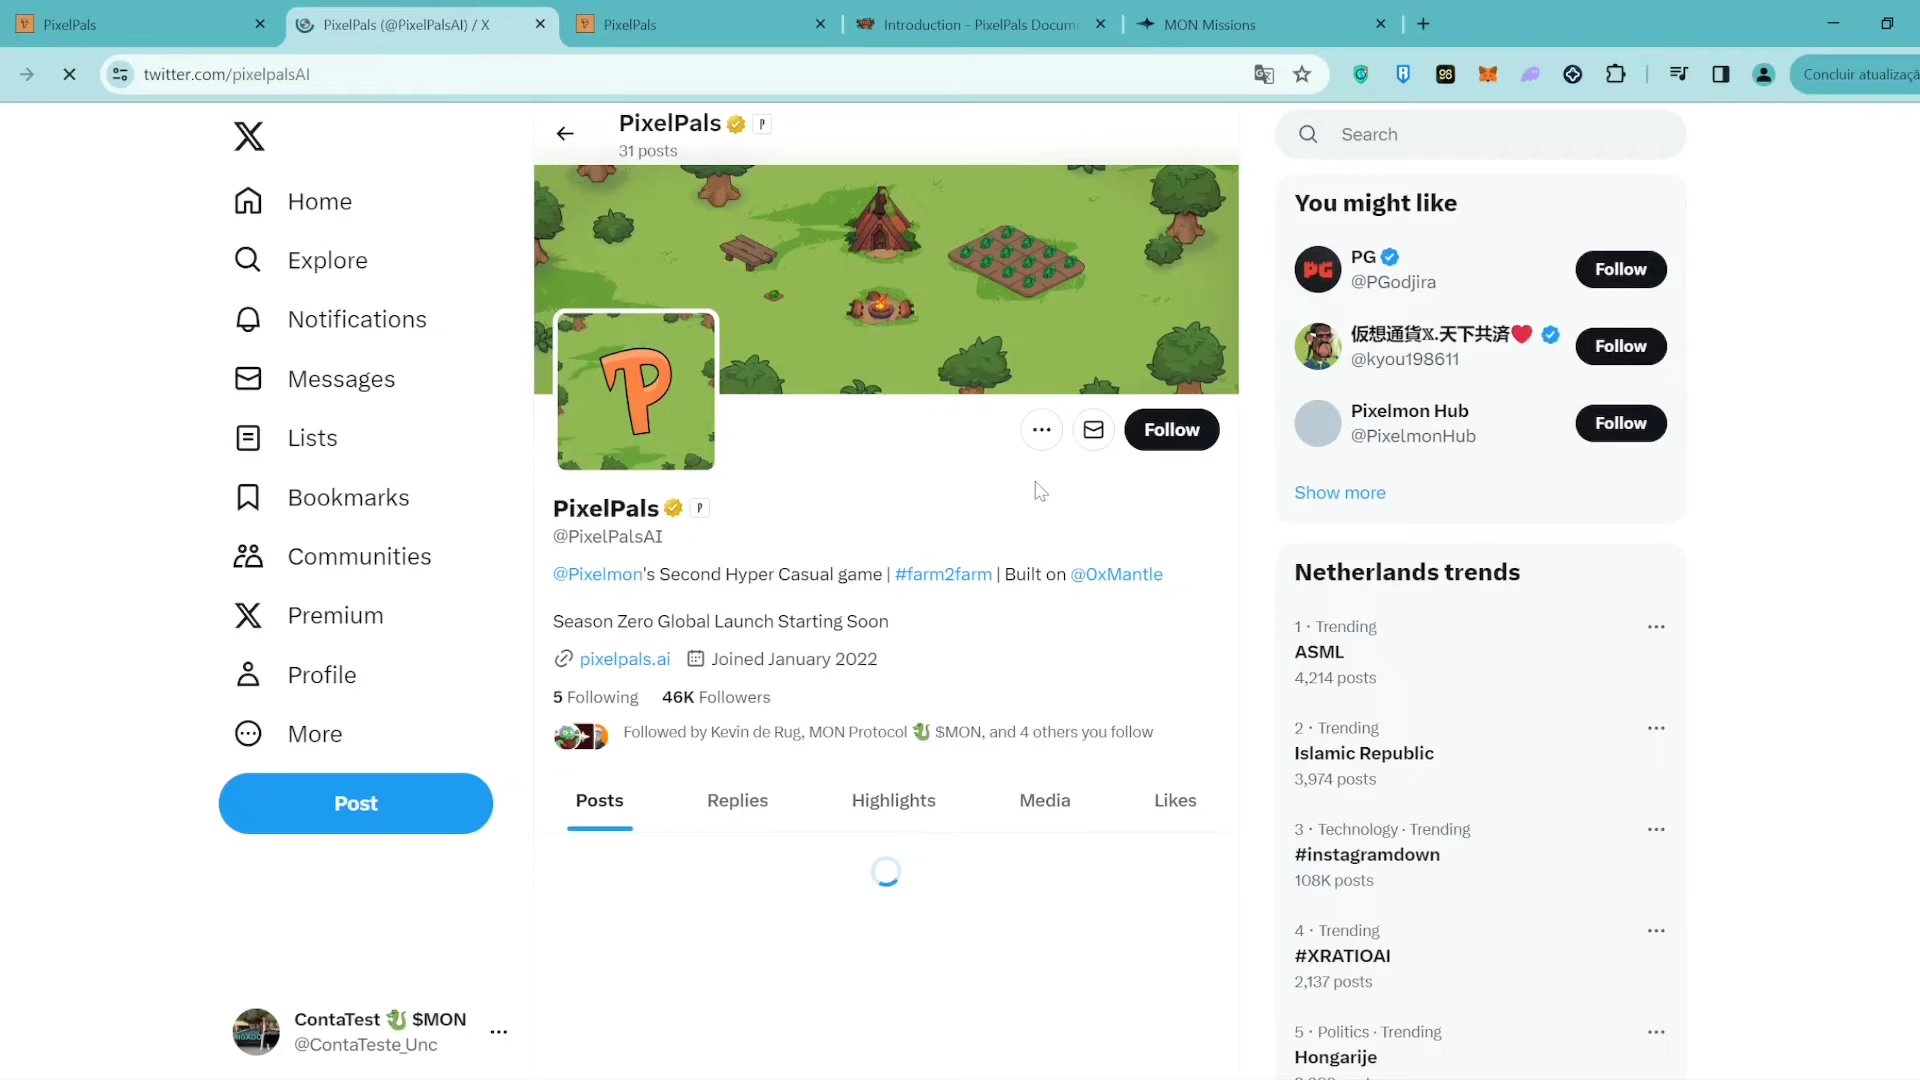 PixelPals
PixelPals (@PixelPalsAI) / X
PixelPals
Introduction - PixelPals Docum
MON Missions
twitter.com/pixelpalsAI
98
Concluir atualizaçã
PixelPals P
31 posts
Search
Home
Explore
Notifications
Messages
Lists
Bookmarks
Communities
Premium
Profile
More
Post
P
Follow
PixelPals P
@PixelPalsAI
@Pixelmon's Second Hyper Casual game | #farm2farm | Built on @0xMantle
Season Zero Global Launch Starting Soon
pixelpals.ai Joined January 2022
5 Following 46K Followers
Followed by Kevin de Rug, MON Protocol 🐉 $MON, and 4 others you follow
Posts Replies Highlights Media Likes
You might like
PG
PG
@PGodjira
Follow
仮想通貨𝕏.天下共済❤️
@kyou198611
Follow
Pixelmon Hub
@PixelmonHub
Follow
Show more
Netherlands trends
1 · Trending
ASML
4,214 posts
2 · Trending
Islamic Republic
3,974 posts
3 · Technology · Trending
#instagramdown
108K posts
4 · Trending
#XRATIOAI
2,137 posts
5 · Politics · Trending
Hongarije
ContaTest 🐉 $MON
@ContaTeste_Unc